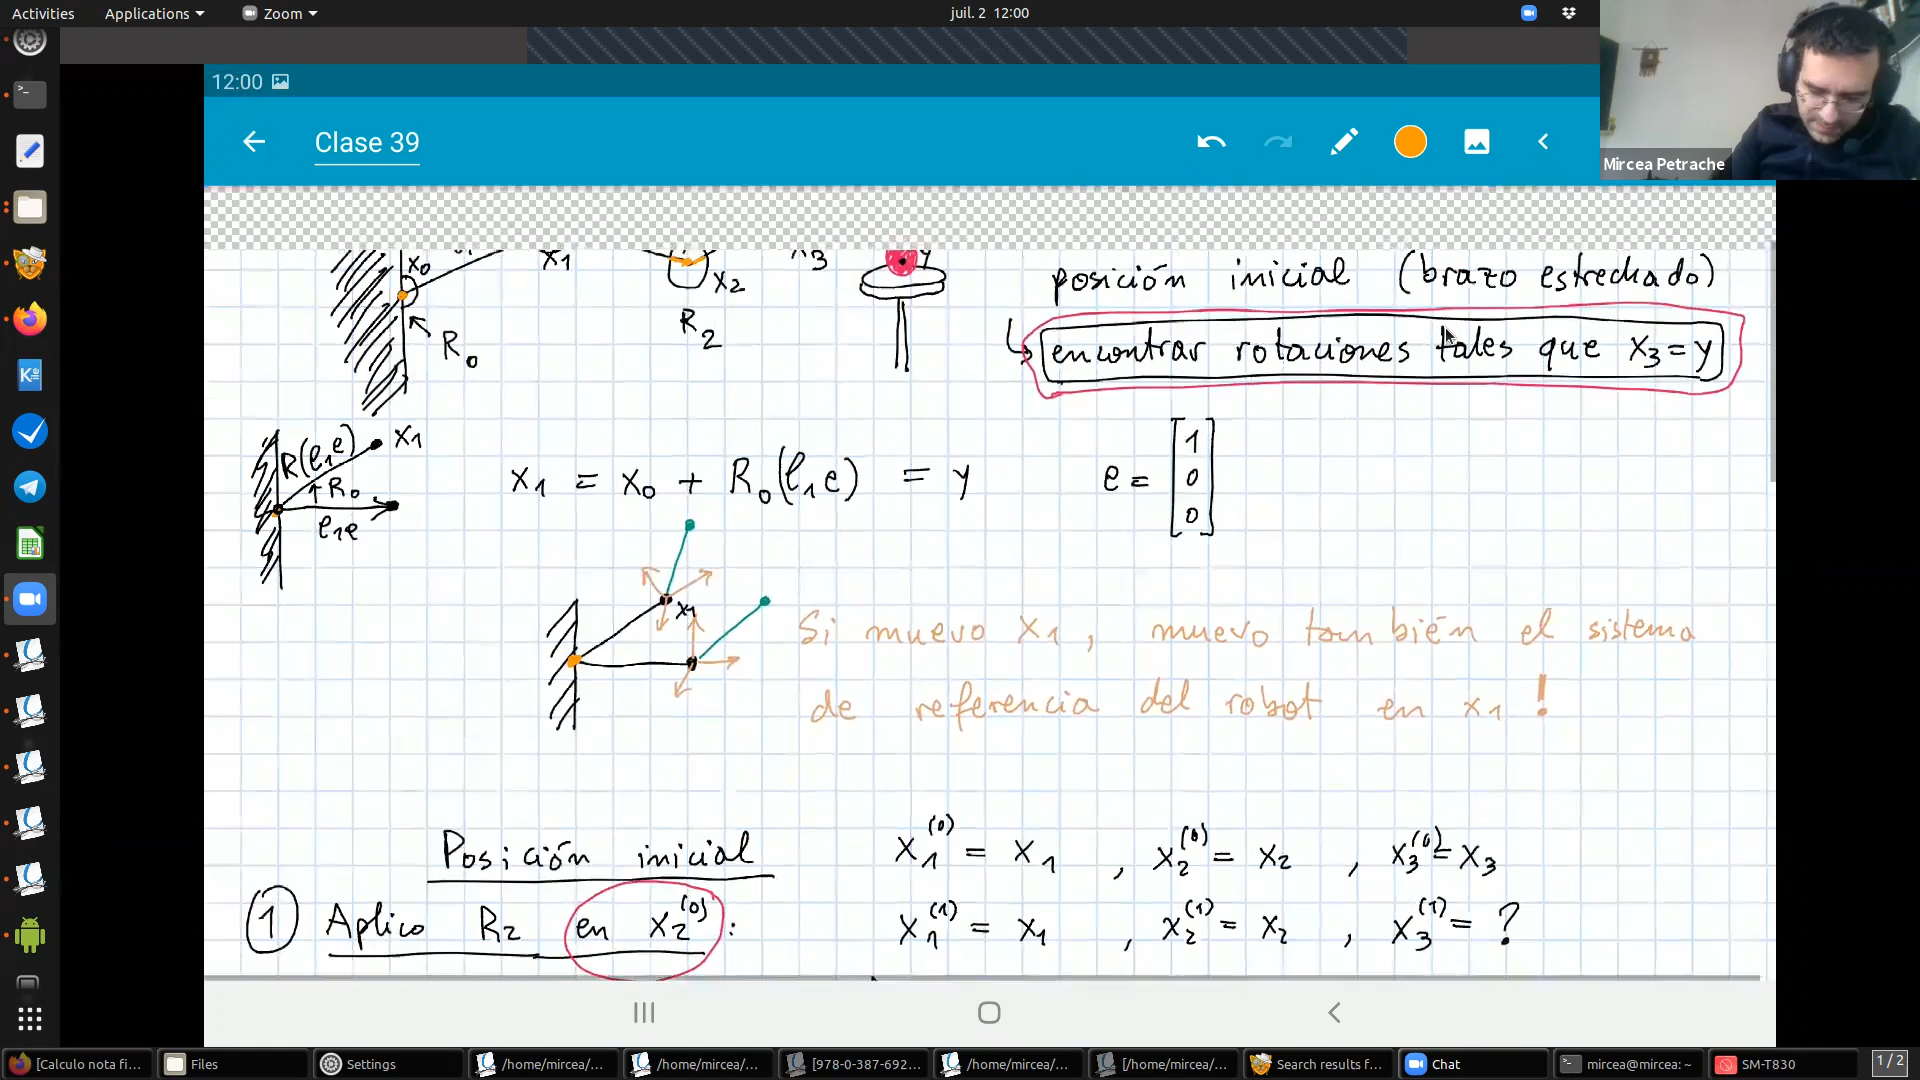 Activities Applications Zoom juil. 2 12:00
12:00
Clase 39
Mircea Petrache
x0 x1 x2 x3 y
R0 R2
posición inicial (brazo estrechado)
encontrar rotaciones tales que x3 = y
R(l1e) x1
R0
l1e
x1 = x0 + R0(l1e) = y
e = [1 0 0]
x1
Si muevo x1, muevo tombién el sistema
de referencia del robot en x1 !
Posición inicial x1^(0) = x1 , x2^(0) = x2 , x3^(0) = x3
1 Aplico R2 en x2^(0) : x1^(1) = x1 , x2^(1) = x2 , x3^(1) = ?
[Calculo nota fi... Files Settings /home/mircea/... /home/mircea/... [978-0-387-692... /home/mircea/... [/home/mircea/... Search results f... Chat mircea@mircea: ~ SM-T830 1 / 2